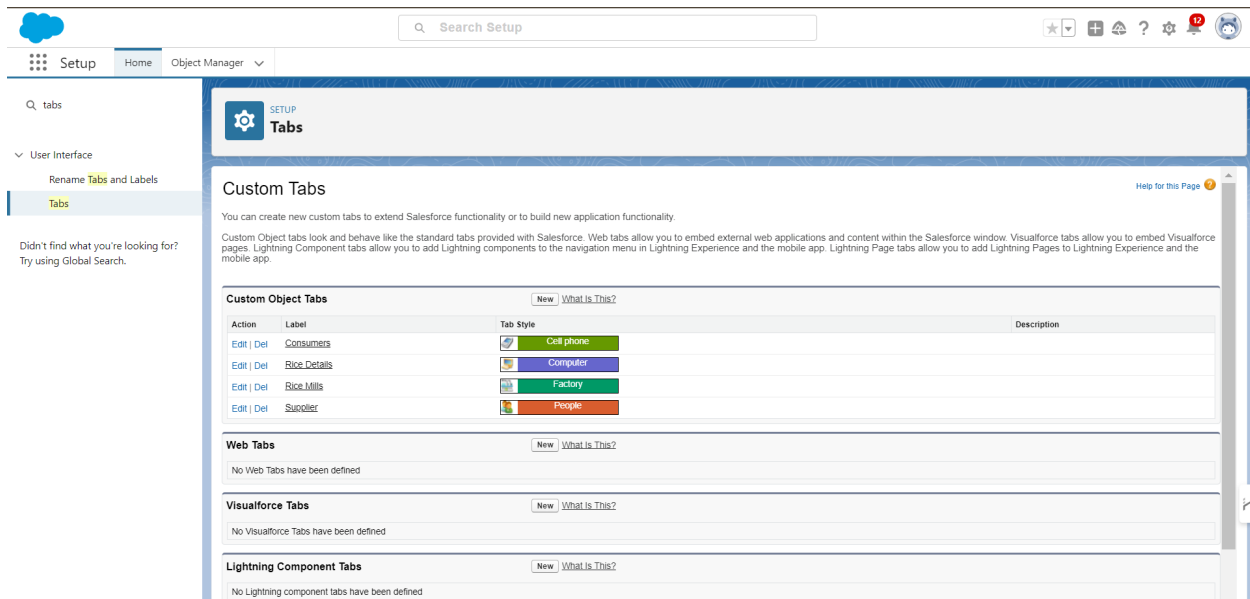 Search Setup
12
Setup
Home
Object Manager
tabs
User Interface
Rename Tabs and Labels
Tabs
Didn't find what you're looking for?
Try using Global Search.
SETUP
Tabs
Custom Tabs
Help for this Page
You can create new custom tabs to extend Salesforce functionality or to build new application functionality.
Custom Object tabs look and behave like the standard tabs provided with Salesforce. Web tabs allow you to embed external web applications and content within the Salesforce window. Visualforce tabs allow you to embed Visualforce
pages. Lightning Component tabs allow you to add Lightning components to the navigation menu in Lightning Experience and the mobile app. Lightning Page tabs allow you to add Lightning Pages to Lightning Experience and the
mobile app.
Custom Object Tabs New What Is This?
Action Label Tab Style Description
Edit | Del Consumers Cell phone
Edit | Del Rice Details Computer
Edit | Del Rice Mills Factory
Edit | Del Supplier People
Web Tabs New What Is This?
No Web Tabs have been defined
Visualforce Tabs New What Is This?
No Visualforce Tabs have been defined
Lightning Component Tabs New What Is This?
No Lightning component tabs have been defined